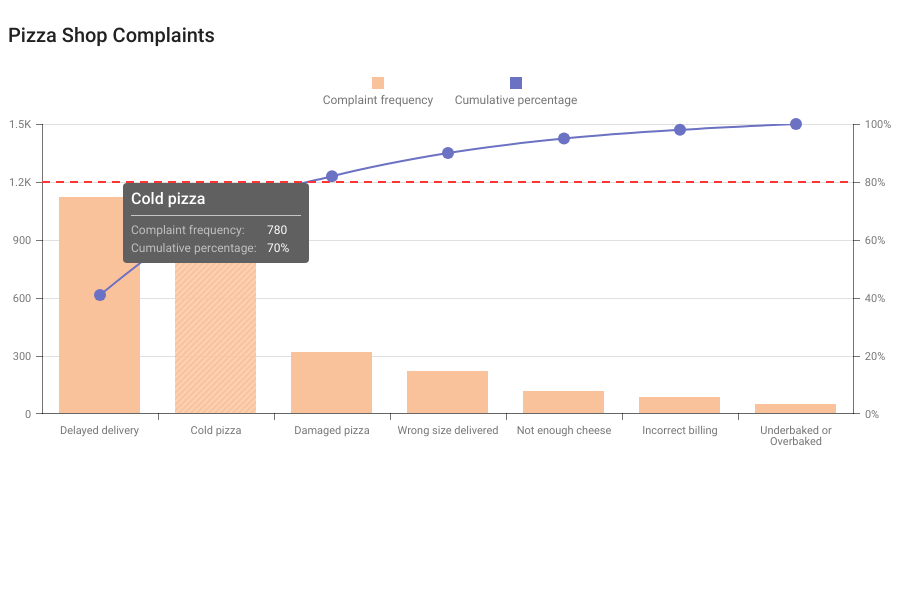 Pizza Shop Complaints
Complaint frequency
Cumulative percentage
1.5K
1.2K
900
600
300
0
100%
80%
60%
40%
20%
0%
Cold pizza
Complaint frequency: 780
Cumulative percentage: 70%
Delayed delivery
Cold pizza
Damaged pizza
Wrong size delivered
Not enough cheese
Incorrect billing
Underbaked or
Overbaked